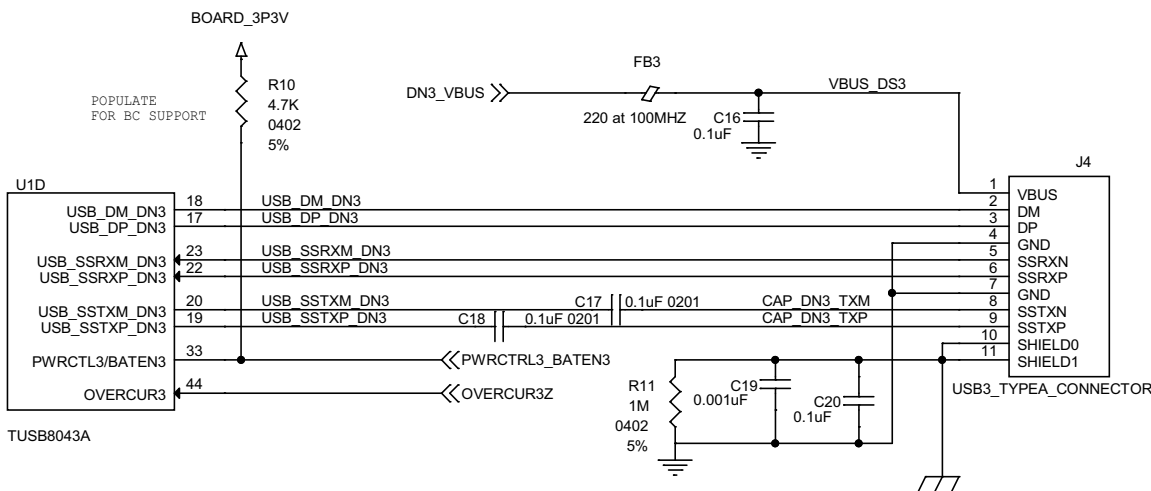 BOARD_3P3V
R10
4.7K
0402
5%
POPULATE
FOR BC SUPPORT
DN3_VBUS
FB3
220 at 100MHZ
VBUS_DS3
C16
0.1uF
U1D
USB_DM_DN3
USB_DP_DN3
USB_SSRXM_DN3
USB_SSRXP_DN3
USB_SSTXM_DN3
USB_SSTXP_DN3
PWRCTL3/BATEN3
OVERCUR3
TUSB8043A
18
17
23
22
20
19
33
44
USB_DM_DN3
USB_DP_DN3
USB_SSRXM_DN3
USB_SSRXP_DN3
USB_SSTXM_DN3
USB_SSTXP_DN3
C17
0.1uF 0201
C18
0.1uF 0201
CAP_DN3_TXM
CAP_DN3_TXP
PWRCTRL3_BATEN3
OVERCUR3Z
R11
1M
0402
5%
C19
0.001uF
C20
0.1uF
J4
1
2
3
4
5
6
7
8
9
10
11
VBUS
DM
DP
GND
SSRXN
SSRXP
GND
SSTXN
SSTXP
SHIELD0
SHIELD1
USB3_TYPEA_CONNECTOR